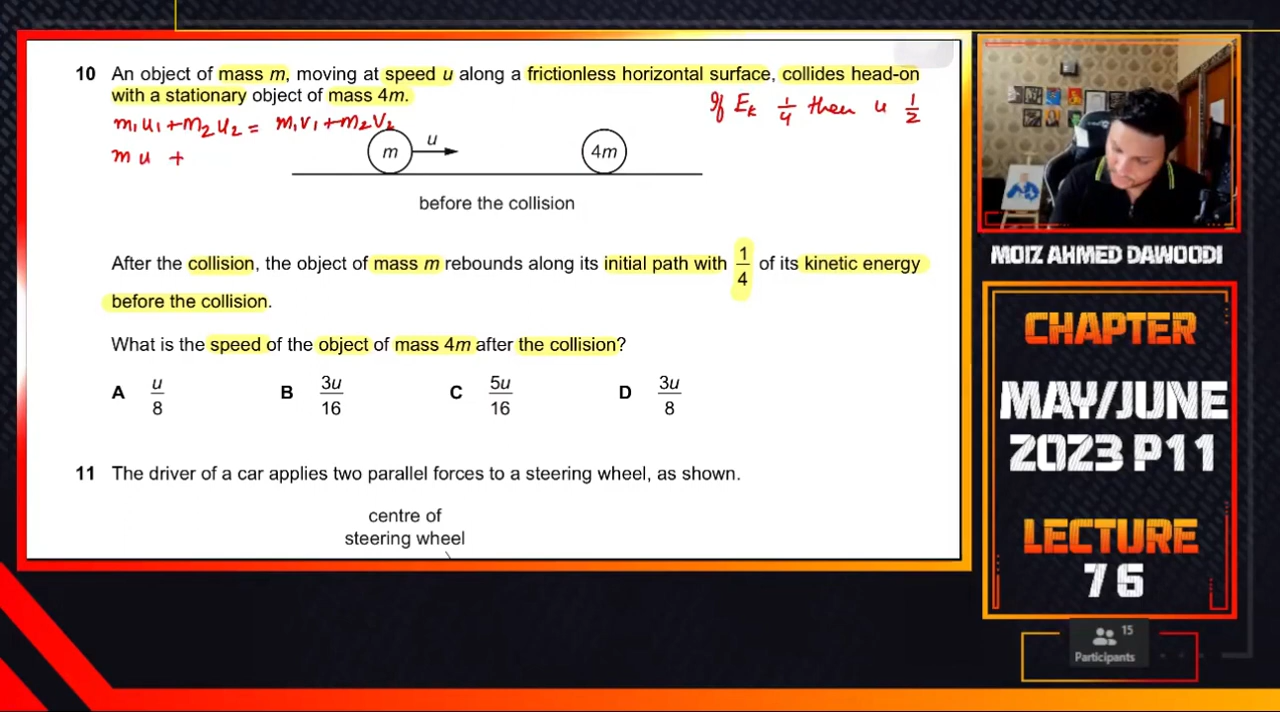 10 An object of mass m, moving at speed u along a frictionless horizontal surface, collides head-on
with a stationary object of mass 4m.
If Ek 1/4 then u 1/2
m1u1 + m2u2 = m1v1 + m2v2
mu +
u
m
4m
before the collision
After the collision, the object of mass m rebounds along its initial path with 1/4 of its kinetic energy
before the collision.
What is the speed of the object of mass 4m after the collision?
A u/8 B 3u/16 C 5u/16 D 3u/8
11 The driver of a car applies two parallel forces to a steering wheel, as shown.
centre of
steering wheel
MOIZ AHMED DAWOODI
CHAPTER
MAY/JUNE
2023 P11
LECTURE
76
15
Participants